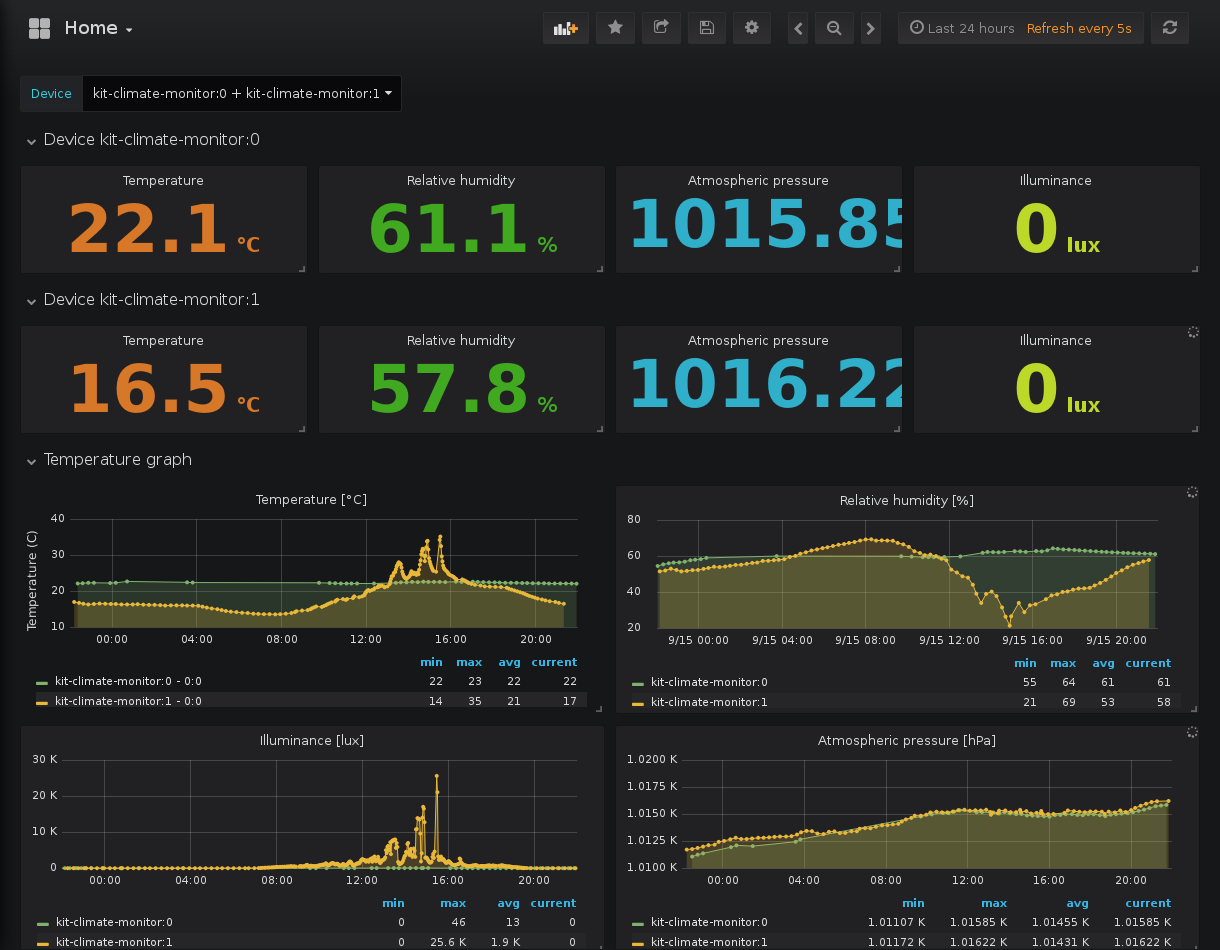 Home
Last 24 hours Refresh every 5s
Device kit-climate-monitor:0 + kit-climate-monitor:1
Device kit-climate-monitor:0
Temperature Relative humidity Atmospheric pressure Illuminance
22.1 °C 61.1 % 1015.85 0 lux
Device kit-climate-monitor:1
Temperature Relative humidity Atmospheric pressure Illuminance
16.5 °C 57.8 % 1016.22 0 lux
Temperature graph
Temperature [°C]
Temperature (C)
40
30
20
10
00:00 04:00 08:00 12:00 16:00 20:00
min max avg current
kit-climate-monitor:0 - 0:0 22 23 22 22
kit-climate-monitor:1 - 0:0 14 35 21 17
Relative humidity [%]
80
60
40
20
9/15 00:00 9/15 04:00 9/15 08:00 9/15 12:00 9/15 16:00 9/15 20:00
min max avg current
kit-climate-monitor:0 55 64 61 61
kit-climate-monitor:1 21 69 53 58
Illuminance [lux]
30 K
20 K
10 K
0
00:00 04:00 08:00 12:00 16:00 20:00
min max avg current
kit-climate-monitor:0 0 46 13 0
kit-climate-monitor:1 0 25.6 K 1.9 K 0
Atmospheric pressure [hPa]
1.0200 K
1.0175 K
1.0150 K
1.0125 K
1.0100 K
00:00 04:00 08:00 12:00 16:00 20:00
min max avg current
kit-climate-monitor:0 1.01107 K 1.01585 K 1.01455 K 1.01585 K
kit-climate-monitor:1 1.01172 K 1.01622 K 1.01431 K 1.01622 K